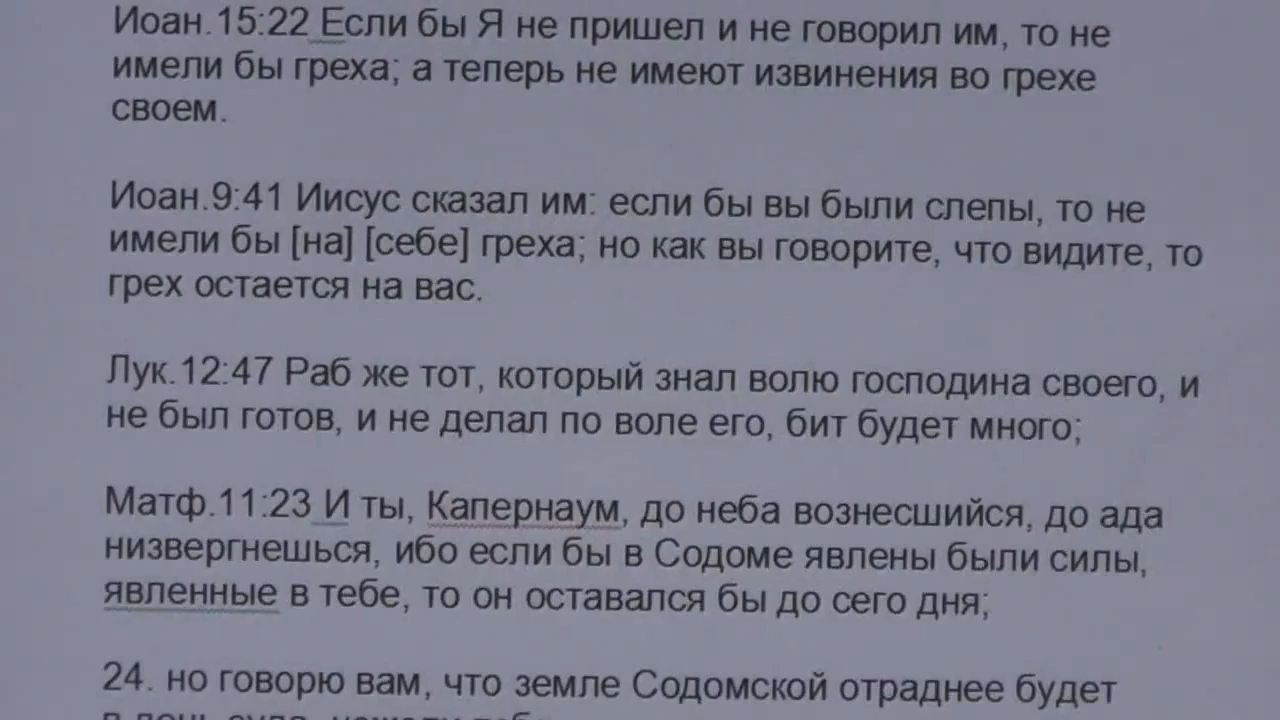 Иоан.15:22 Если бы Я не пришел и не говорил им, то не
имели бы греха; а теперь не имеют извинения во грехе
своем.
Иоан.9:41 Иисус сказал им: если бы вы были слепы, то не
имели бы [на] [себе] греха; но как вы говорите, что видите, то
грех остается на вас.
Лук.12:47 Раб же тот, который знал волю господина своего, и
не был готов, и не делал по воле его, бит будет много;
Матф.11:23 И ты, Капернаум, до неба вознесшийся, до ада
низвергнешься, ибо если бы в Содоме явлены были силы,
явленные в тебе, то он оставался бы до сего дня;
24. но говорю вам, что земле Содомской отраднее будет